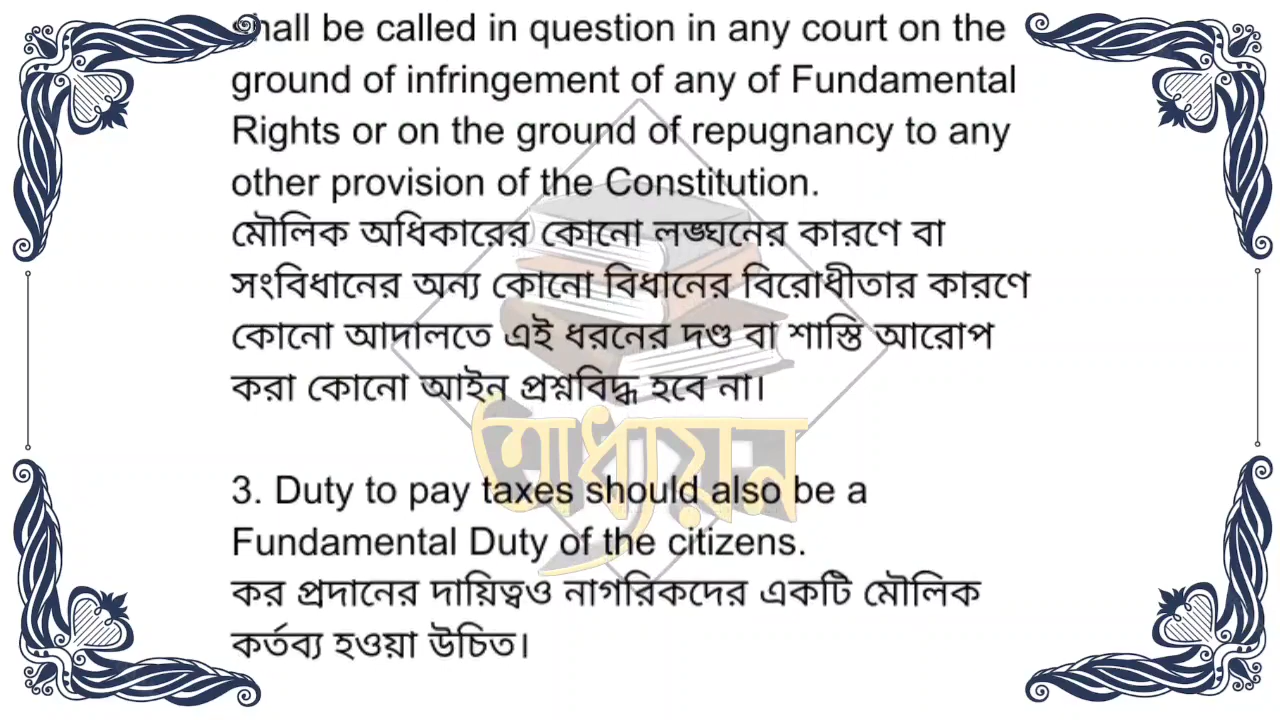 shall be called in question in any court on the
ground of infringement of any of Fundamental
Rights or on the ground of repugnancy to any
other provision of the Constitution.
মৌলিক অধিকারের কোনো লঙ্ঘনের কারণে বা
সংবিধানের অন্য কোনো বিধানের বিরোধীতার কারণে
কোনো আদালতে এই ধরনের দণ্ড বা শাস্তি আরোপ
করা কোনো আইন প্রশ্নবিদ্ধ হবে না।
অধ্যয়ন
3. Duty to pay taxes should also be a
Fundamental Duty of the citizens.
কর প্রদানের দায়িত্বও নাগরিকদের একটি মৌলিক
কর্তব্য হওয়া উচিত।